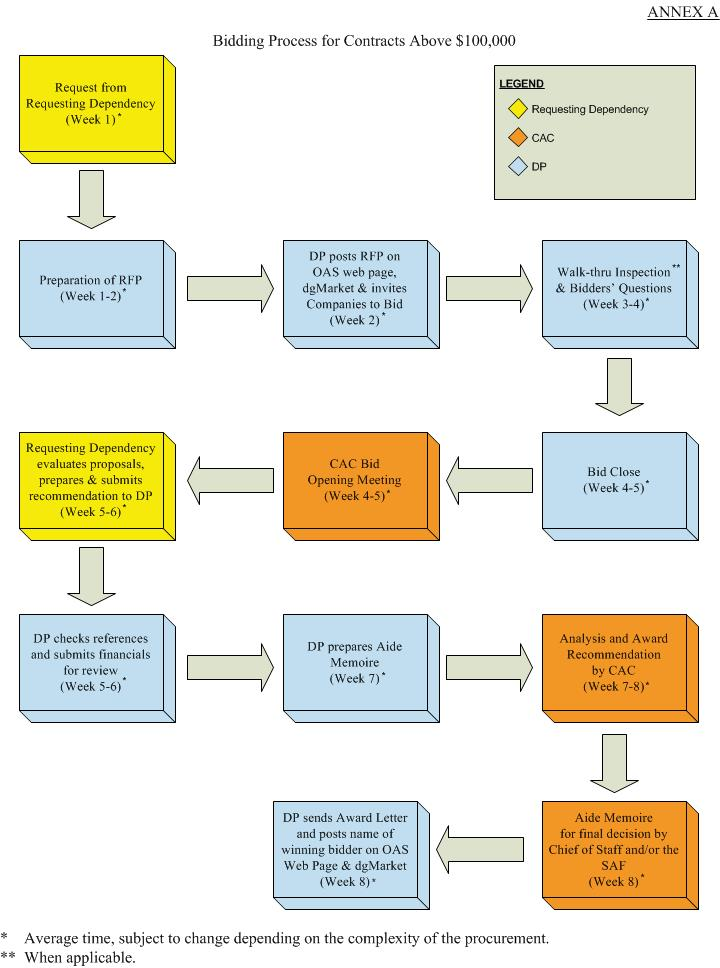 ANNEX A
Bidding Process for Contracts Above $100,000
Request from
Requesting Dependency
(Week 1)*
LEGEND
Requesting Dependency
CAC
DP
Preparation of RFP
(Week 1-2)*
DP posts RFP on
OAS web page,
dgMarket & invites
Companies to Bid
(Week 2)*
Walk-thru Inspection**
& Bidders' Questions
(Week 3-4)*
Bid Close
(Week 4-5)*
CAC Bid
Opening Meeting
(Week 4-5)*
Requesting Dependency
evaluates proposals,
prepares & submits
recommendation to DP
(Week 5-6)*
DP checks references
and submits financials
for review
(Week 5-6)*
DP prepares Aide
Memoire
(Week 7)*
Analysis and Award
Recommendation
by CAC
(Week 7-8)*
Aide Memoire
for final decision by
Chief of Staff and/or the
SAF
(Week 8)*
DP sends Award Letter
and posts name of
winning bidder on OAS
Web Page & dgMarket
(Week 8)*
* Average time, subject to change depending on the complexity of the procurement.
** When applicable.